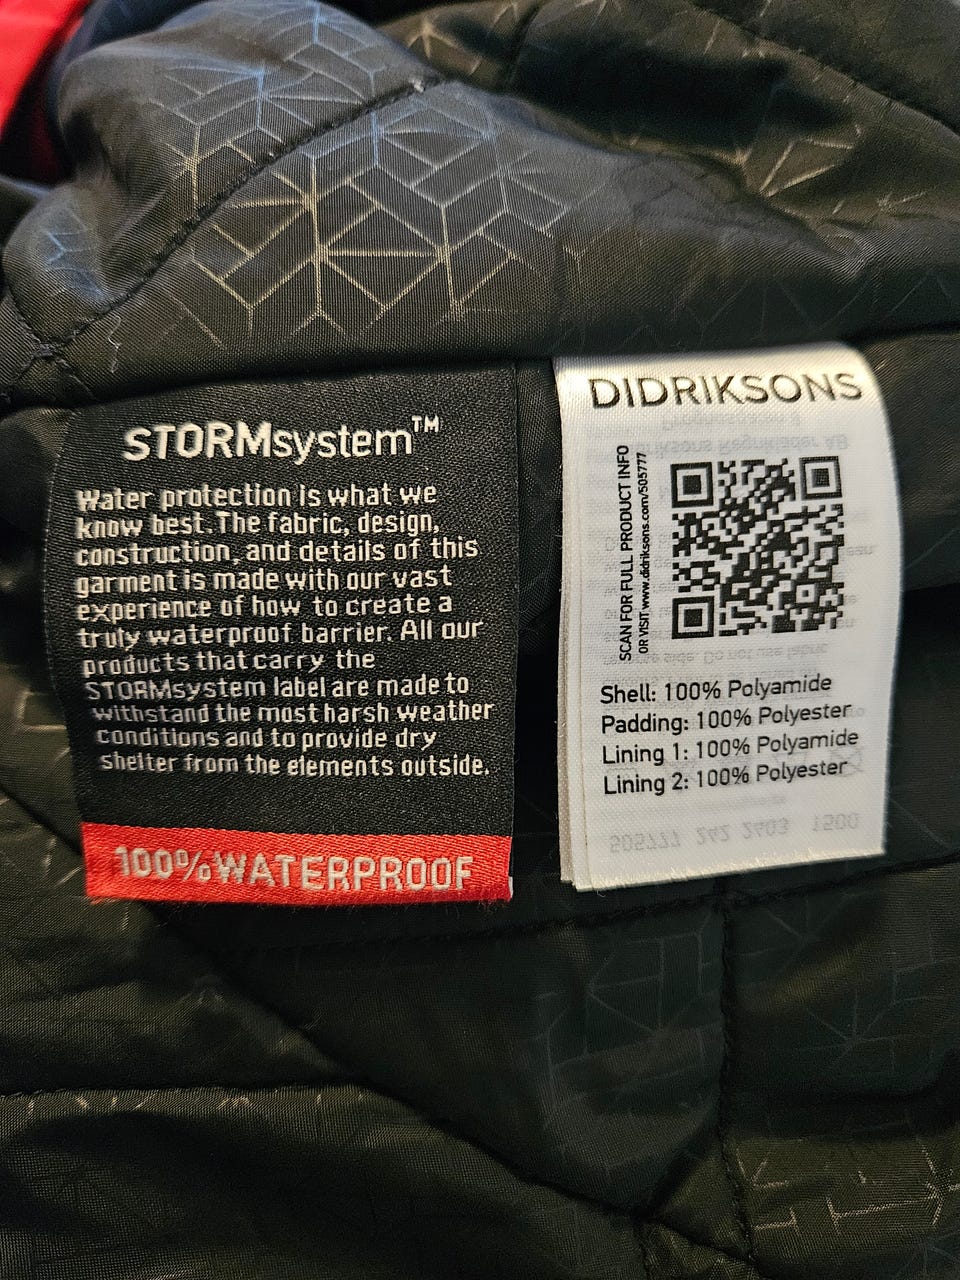 STORMsystem™
Water protection is what we
know best. The fabric, design,
construction, and details of this
garment is made with our vast
experience of how to create a
truly waterproof barrier. All our
products that carry the
STORMsystem label are made to
withstand the most harsh weather
conditions and to provide dry
shelter from the elements outside.
100% WATERPROOF
DIDRIKSONS
SCAN FOR FULL PRODUCT INFO
OR VISIT www.didriksons.com/505777
Shell: 100% Polyamide
Padding: 100% Polyester
Lining 1: 100% Polyamide
Lining 2: 100% Polyester
505777 242 2403 1500